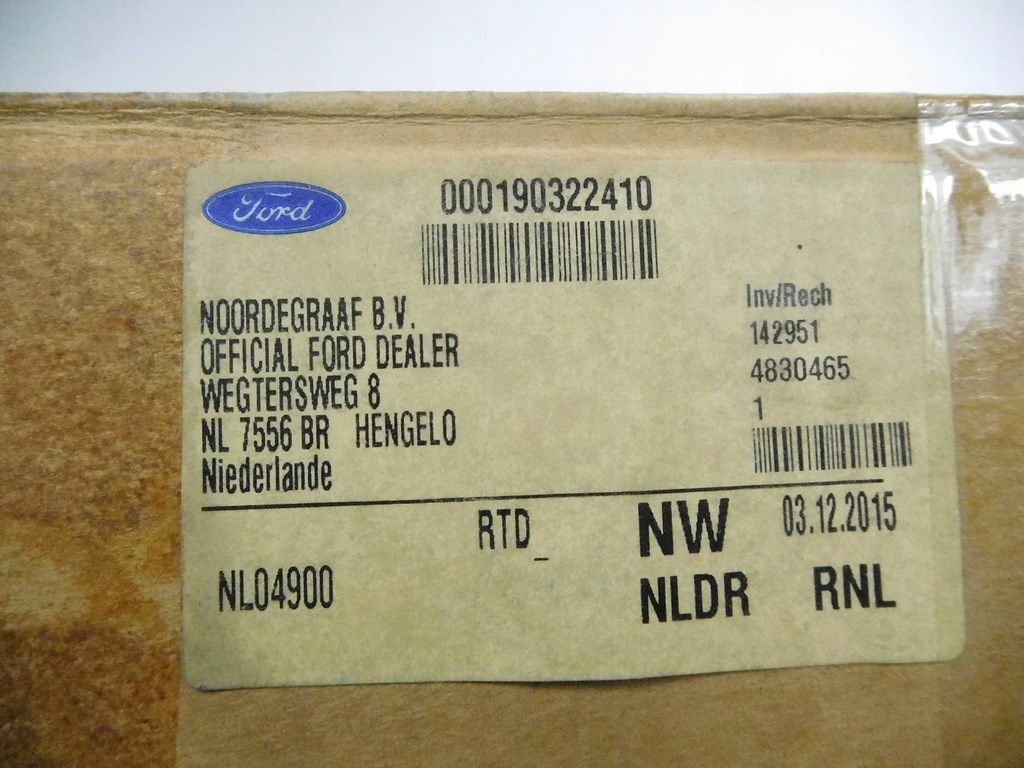 Ford
000190322410
NOORDEGRAAF B.V.
OFFICIAL FORD DEALER
WEGTERSWEG 8
NL 7556 BR HENGELO
Niederlande
Inv/Rech
142951
4830465
1
RTD_
NW
03.12.2015
NL04900
NLDR
RNL